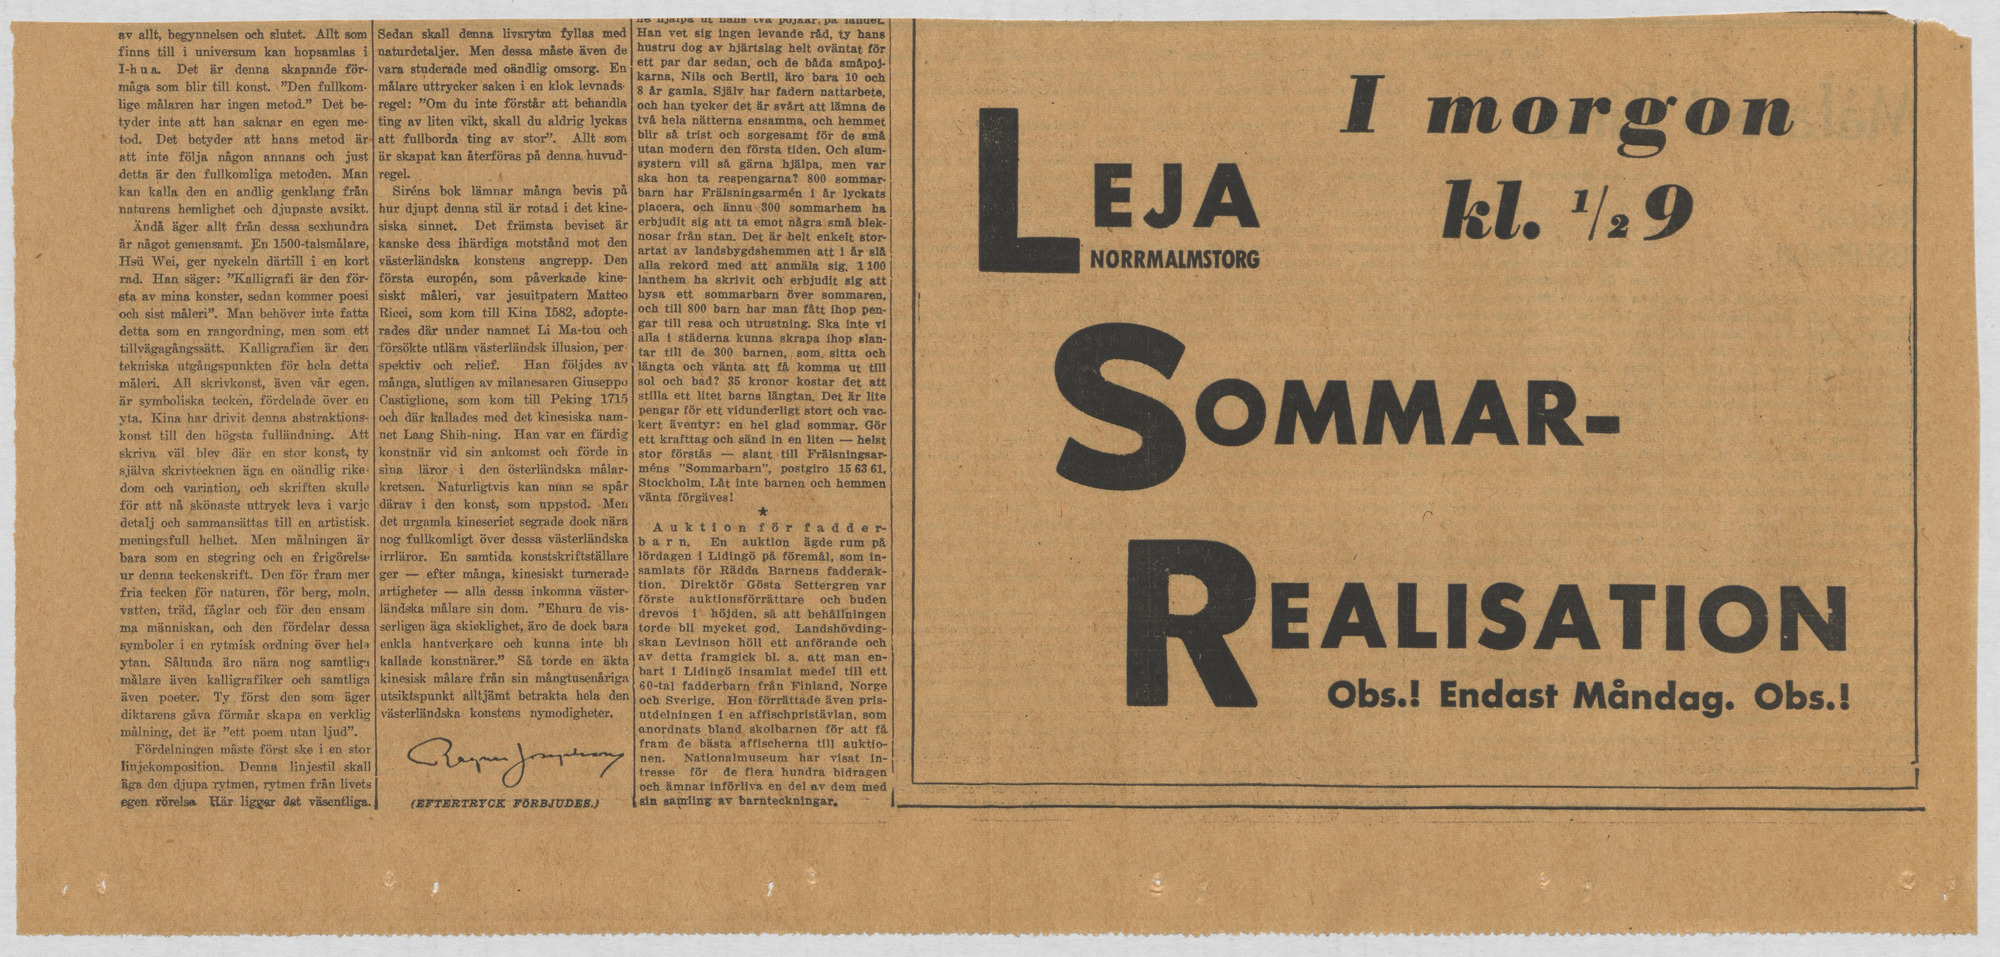 av allt, begynnelsen och slutet. Allt som
finns till i universum kan hopsamlas i
I-hua. Det är denna skapande för-
måga som blir till konst. "Den fullkom-
lige målaren har ingen metod." Det be-
tyder inte att han saknar en egen me-
tod. Det betyder att hans metod är
att inte följa någon annans och just
detta är den fullkomliga metoden. Man
kan kalla den en andlig genklang från
naturens hemlighet och djupaste avsikt.
Ändå äger allt från dessa sexhundra
år något gemensamt. En 1500-talsmålare,
Hsü Wei, ger nyckeln därtill i en kort
rad. Han säger: "Kalligrafi är den för-
sta av mina konster, sedan kommer poesi
och sist måleri". Man behöver inte fatta
detta som en rangordning, men som ett
tillvägagångssätt. Kalligrafien är den
tekniska utgångspunkten för hela detta
måleri. All skrivkonst, även vår egen,
är symboliska tecken, fördelade över en
yta. Kina har drivit denna abstraktions-
konst till den högsta fulländning. Att
skriva väl blev där en stor konst, ty
själva skrivtecknen äga en oändlig rike-
dom och variation, och skriften skulle
för att nå skönaste uttryck leva i varje
detalj och sammansättas till en artistisk,
meningsfull helhet. Men målningen är
bara som en stegring och en frigörelse
ur denna teckenskrift. Den för fram mer
fria tecken för naturen, för berg, moln,
vatten, träd, fåglar och för den ensam
ma människan, och den fördelar dessa
symboler i en rytmisk ordning över hela
ytan. Sålunda äro nära nog samtliga
målare även kalligrafiker och samtliga
även poeter. Ty först den som äger
diktarens gåva förmår skapa en verklig
målning, det är "ett poem utan ljud".
Fördelningen måste först ske i en stor
linjekomposition. Denna linjestil skall
äga den djupa rytmen, rytmen från livets
egen rörelse. Här ligger det väsentliga.
Sedan skall denna livsrytm fyllas med
naturdetaljer. Men dessa måste även de
vara studerade med oändlig omsorg. En
målare uttrycker saken i en klok levnads-
regel: "Om du inte förstår att behandla
ting av liten vikt, skall du aldrig lyckas
att fullborda ting av stor". Allt som
är skapat kan återföras på denna huvud-
regel.
Siréns bok lämnar många bevis på
hur djupt denna stil är rotad i det kine-
siska sinnet. Det främsta beviset är
kanske dess ihärdiga motstånd mot den
västerländska konstens angrepp. Den
första europén, som påverkade kine-
siskt måleri, var jesuitpatern Matteo
Ricci, som kom till Kina 1582, adopte-
rades där under namnet Li Ma-tou och
försökte utlära västerländsk illusion, per-
spektiv och relief. Han följdes av
många, slutligen av milanesaren Giuseppo
Castiglione, som kom till Peking 1715
och där kallades med det kinesiska nam-
net Lang Shih-ning. Han var en färdig
konstnär vid sin ankomst och förde in
sina läror i den österländska målar-
kretsen. Naturligtvis kan man se spår
därav i den konst, som uppstod. Men
det urgamla kineseriet segrade dock nära
nog fullkomligt över dessa västerländska
irrläror. En samtida konstskriftställare
ger — efter många, kinesiskt turnerade
artigheter — alla dessa inkomna väster-
ländska målare sin dom. "Ehuru de vis-
serligen äga skicklighet, äro de dock bara
enkla hantverkare och kunna inte bli
kallade konstnärer." Så torde en äkta
kinesisk målare från sin mångtusenåriga
utsiktspunkt alltjämt betrakta hela den
västerländska konstens nymodigheter.
Ragnar Josephson
(EFTERTRYCK FÖRBJUDES.)
ne hjälpa ut hans två pojkar, på landet.
Han vet sig ingen levande råd, ty hans
hustru dog av hjärtslag helt oväntat för
ett par dar sedan, och de båda småpoj-
karna, Nils och Bertil, äro bara 10 och
8 år gamla. Själv har fadern nattarbete,
och han tycker det är svårt att lämna de
två hela nätterna ensamma, och hemmet
blir så trist och sorgesamt för de små
utan modern den första tiden. Och slum-
systern vill så gärna hjälpa, men var
ska hon ta respengarna? 800 sommar-
barn har Frälsningsarmén i år lyckats
placera, och ännu 300 sommarhem ha
erbjudit sig att ta emot några små blek-
nosar från stan. Det är helt enkelt stor-
artat av landsbygdshemmen att i år slå
alla rekord med att anmäla sig. 1 100
lanthem ha skrivit och erbjudit sig att
hysa ett sommarbarn över sommaren,
och till 800 barn har man fått ihop pen-
gar till resa och utrustning. Ska inte vi
alla i städerna kunna skrapa ihop slan-
tar till de 300 barnen, som sitta och
längta och vänta att få komma ut till
sol och bad? 35 kronor kostar det att
stilla ett litet barns längtan. Det är lite
pengar för ett vidunderligt stort och vac-
kert äventyr: en hel glad sommar. Gör
ett krafttag och sänd in en liten — helst
stor förstås — slant till Frälsningsar-
méns "Sommarbarn", postgiro 15 63 61,
Stockholm. Låt inte barnen och hemmen
vänta förgäves!
★
Auktion för fadder-
barn. En auktion ägde rum på
lördagen i Lidingö på föremål, som in-
samlats för Rädda Barnens fadderak-
tion. Direktör Gösta Settergren var
förste auktionsförrättare och buden
drevos i höjden, så att behållningen
torde bli mycket god. Landshövding-
skan Levinson höll ett anförande och
av detta framgick bl. a. att man en-
bart i Lidingö insamlat medel till ett
60-tal fadderbarn från Finland, Norge
och Sverige. Hon förrättade även pris-
utdelningen i en affischpristävlan, som
anordnats bland skolbarnen för att få
fram de bästa affischerna till auktio-
nen. Nationalmuseum har visat in-
tresse för de flera hundra bidragen
och ämnar införliva en del av dem med
sin samling av barnteckningar.
I morgon
kl. 1/2 9
LEJA
NORRMALMSTORG
SOMMAR-
REALISATION
Obs.! Endast Måndag. Obs.!